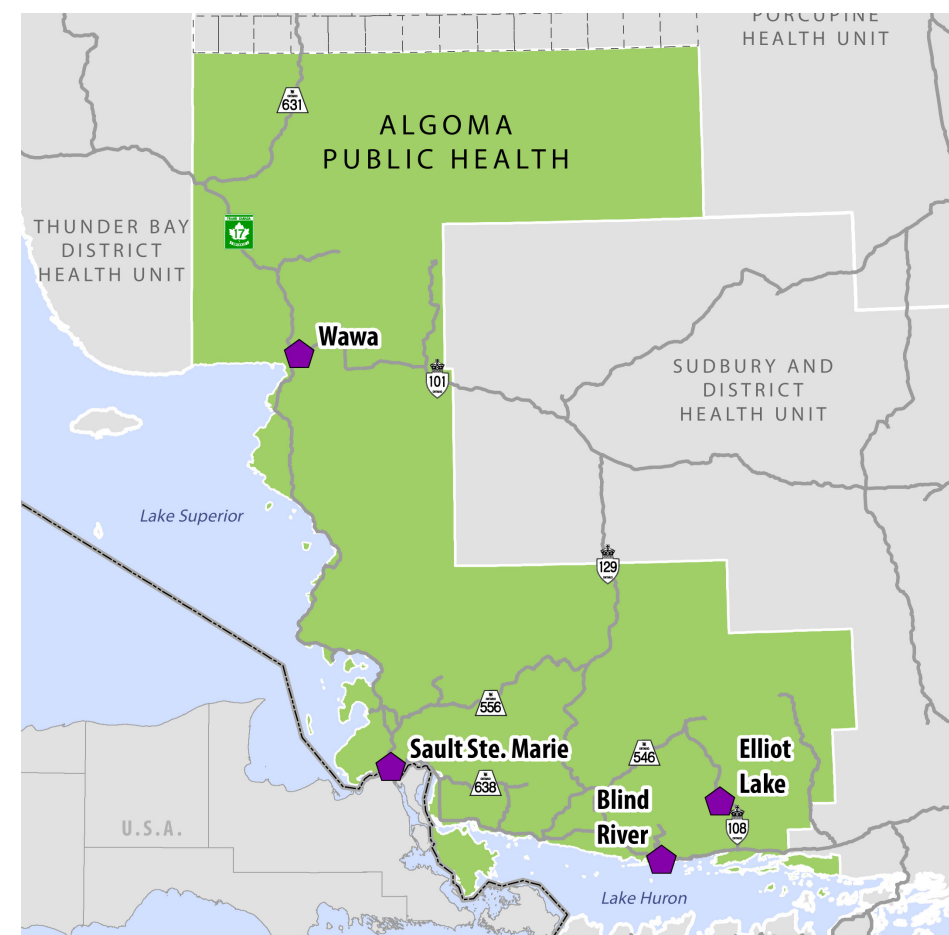 PORCUPINE
HEALTH UNIT
631
ALGOMA
PUBLIC HEALTH
THUNDER BAY
DISTRICT
HEALTH UNIT
17
Wawa
101
SUDBURY AND
DISTRICT
HEALTH UNIT
Lake Superior
129
556
Sault Ste. Marie
546
Elliot
Lake
638
Blind
River
108
U.S.A.
Lake Huron